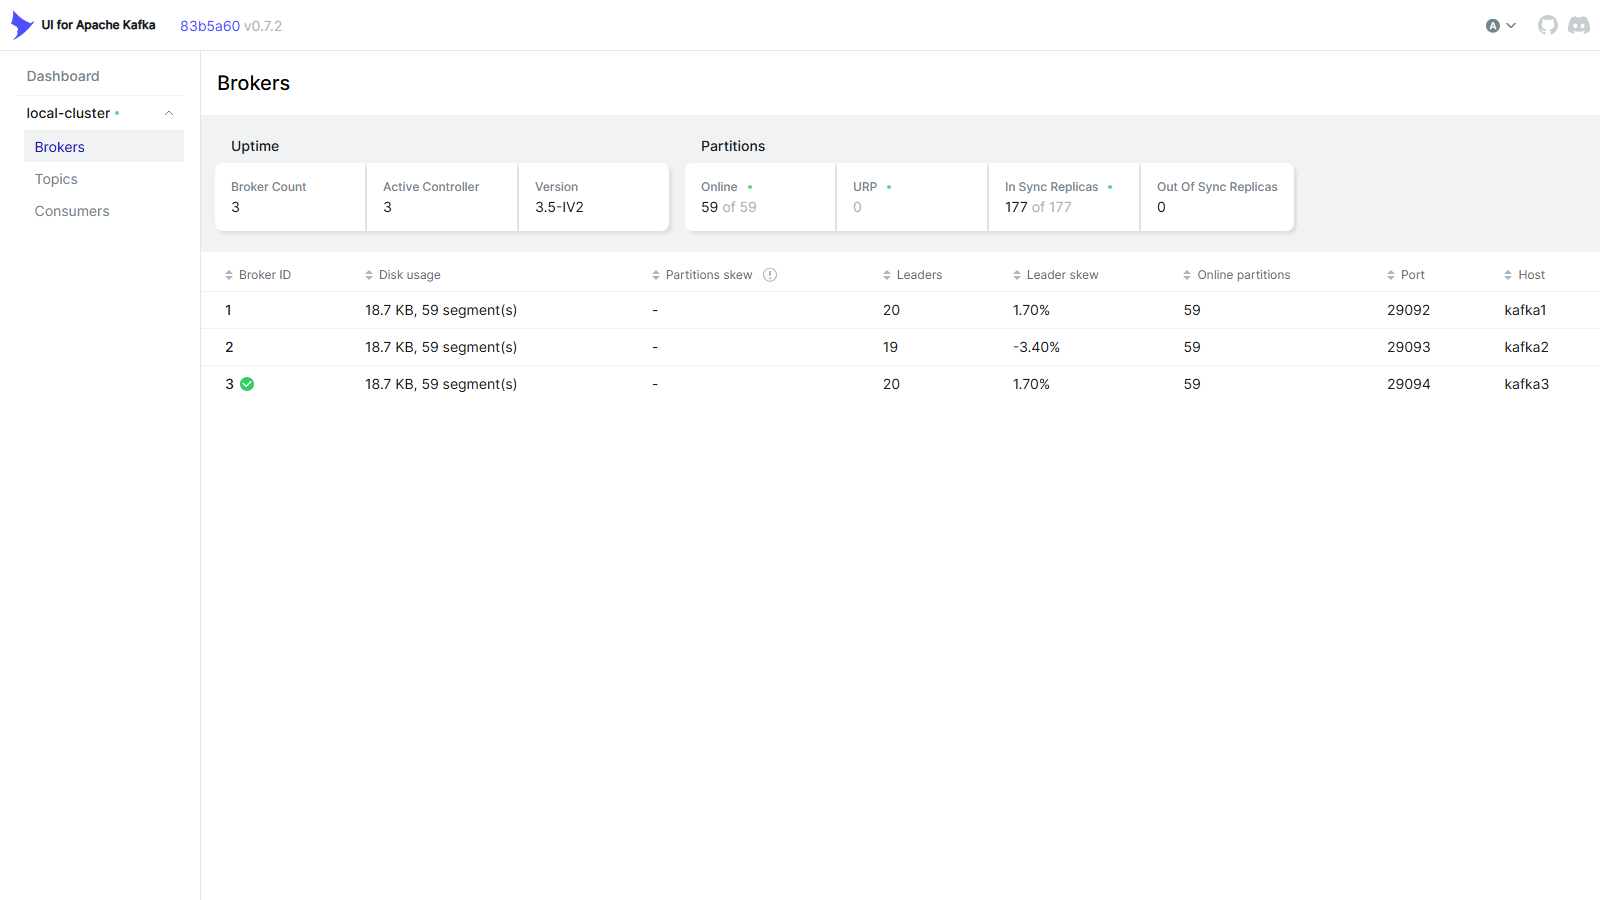 UI for Apache Kafka 83b5a60 v0.7.2
A
Dashboard
local-cluster
Brokers
Topics
Consumers
Brokers
Uptime
Broker Count
3
Active Controller
3
Version
3.5-IV2
Partitions
Online
59 of 59
URP
0
In Sync Replicas
177 of 177
Out Of Sync Replicas
0
Broker ID Disk usage Partitions skew Leaders Leader skew Online partitions Port Host
1 18.7 KB, 59 segment(s) - 20 1.70% 59 29092 kafka1
2 18.7 KB, 59 segment(s) - 19 -3.40% 59 29093 kafka2
3 18.7 KB, 59 segment(s) - 20 1.70% 59 29094 kafka3